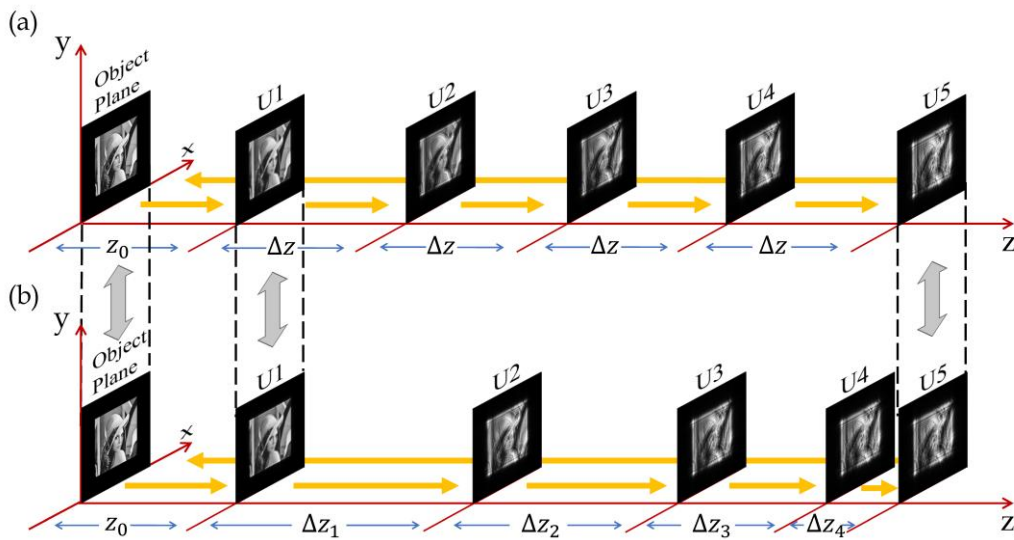 (a)
y
Object
Plane
U1
U2
U3
U4
U5
x
z
z₀
Δz
Δz
Δz
Δz
(b)
y
Object
Plane
U1
U2
U3
U4
U5
x
z
z₀
Δz₁
Δz₂
Δz₃
Δz₄